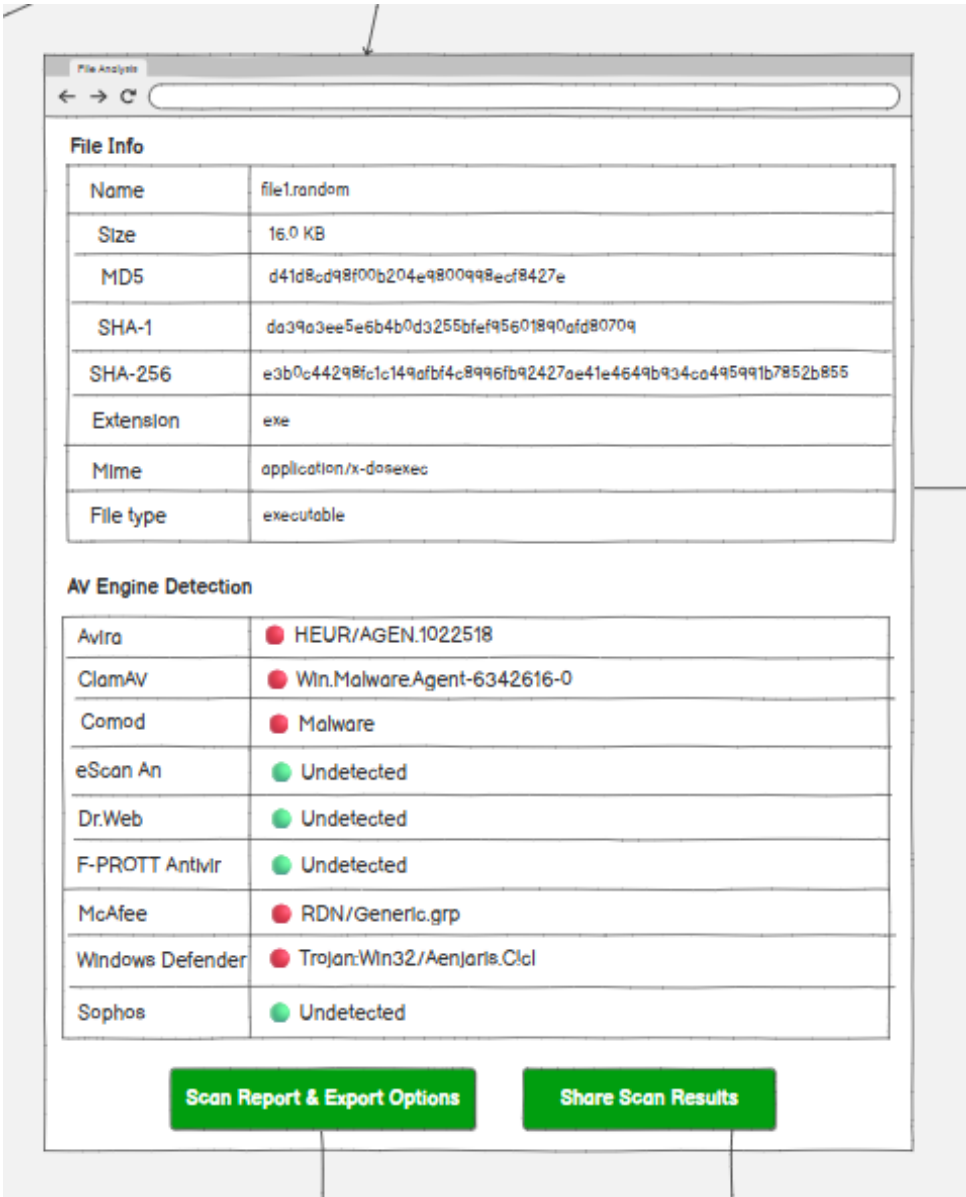 File Analysis
File Info
Name file1.random
Size 16.0 KB
MD5 d41d8cd98f00b204e9800998ecf8427e
SHA-1 da39a3ee5e6b4b0d3255bfef95601890afd80709
SHA-256 e3b0c44298fc1c149afbf4c8996fb92427ae41e4649b934ca495991b7852b855
Extension exe
Mime application/x-dosexec
File type executable
AV Engine Detection
Avira HEUR/AGEN.1022518
ClamAV Win.Malware.Agent-6342616-0
Comod Malware
eScan An Undetected
Dr.Web Undetected
F-PROTT Antivir Undetected
McAfee RDN/Generic.grp
Windows Defender Trojan:Win32/Aenjaris.C!cl
Sophos Undetected
Scan Report & Export Options Share Scan Results